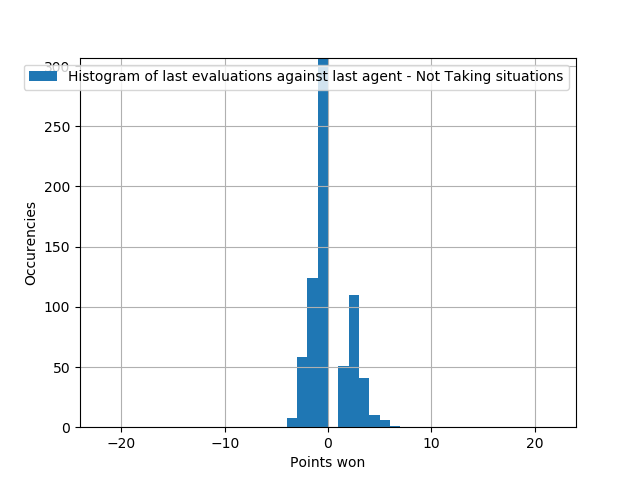 Histogram of last evaluations against last agent - Not Taking situations
300
250
200
150
100
50
0
Occurencies
−20 −10 0 10 20
Points won